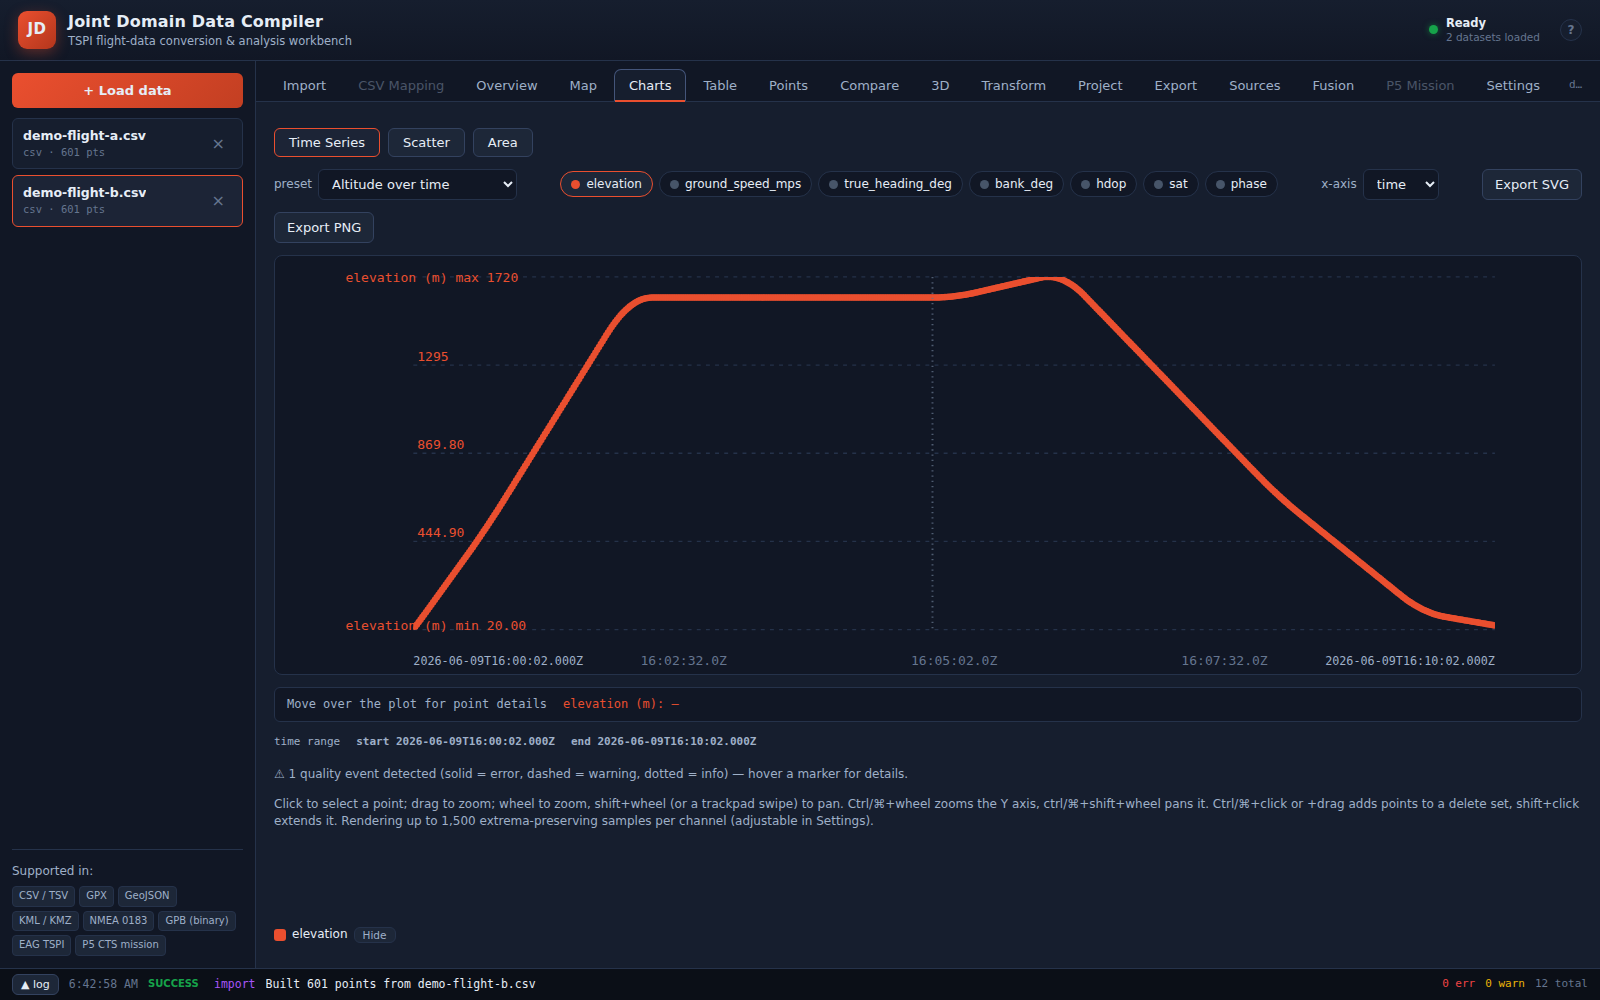 JD
Joint Domain Data Compiler
TSPI flight-data conversion & analysis workbench
Ready
2 datasets loaded
?
+ Load data
demo-flight-a.csv
csv · 601 pts
×
demo-flight-b.csv
csv · 601 pts
×
Import CSV Mapping Overview Map Charts Table Points Compare 3D Transform Project Export Sources Fusion P5 Mission Settings d…
Time Series Scatter Area
preset Altitude over time elevation ground_speed_mps true_heading_deg bank_deg hdop sat phase x-axis time Export SVG
Export PNG
elevation (m) max 1720
1295
869.80
444.90
elevation (m) min 20.00
2026-06-09T16:00:02.000Z 16:02:32.0Z 16:05:02.0Z 16:07:32.0Z 2026-06-09T16:10:02.000Z
Move over the plot for point details elevation (m): —
time range start 2026-06-09T16:00:02.000Z end 2026-06-09T16:10:02.000Z
⚠ 1 quality event detected (solid = error, dashed = warning, dotted = info) — hover a marker for details.
Click to select a point; drag to zoom; wheel to zoom, shift+wheel (or a trackpad swipe) to pan. Ctrl/⌘+wheel zooms the Y axis, ctrl/⌘+shift+wheel pans it. Ctrl/⌘+click or +drag adds points to a delete set, shift+click
extends it. Rendering up to 1,500 extrema-preserving samples per channel (adjustable in Settings).
elevation Hide
Supported in:
CSV / TSV GPX GeoJSON
KML / KMZ NMEA 0183 GPB (binary)
EAG TSPI P5 CTS mission
▲ log 6:42:58 AM SUCCESS import Built 601 points from demo-flight-b.csv
0 err 0 warn 12 total